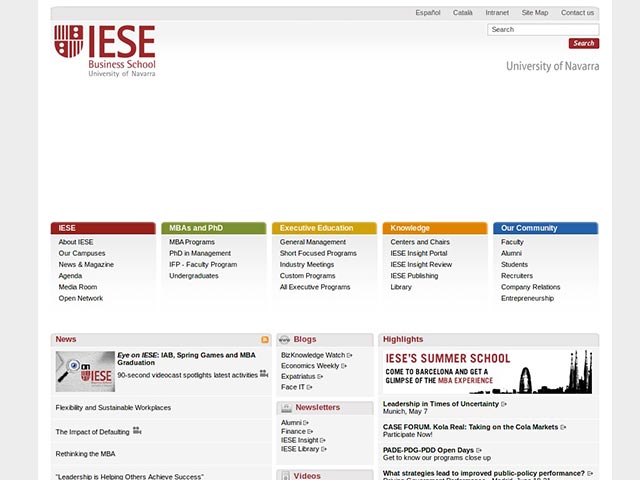 Español Català Intranet Site Map Contact us
Search
Search
IESE
Business School
University of Navarra
University of Navarra
IESE
About IESE
Our Campuses
News & Magazine
Agenda
Media Room
Open Network
MBAs and PhD
MBA Programs
PhD in Management
IFP - Faculty Program
Undergraduates
Executive Education
General Management
Short Focused Programs
Industry Meetings
Custom Programs
All Executive Programs
Knowledge
Centers and Chairs
IESE Insight Portal
IESE Insight Review
IESE Publishing
Library
Our Community
Faculty
Alumni
Students
Recruiters
Company Relations
Entrepreneurship
News
on
IESE
Eye on IESE: IAB, Spring Games and MBA
Graduation
90-second videocast spotlights latest activities
Flexibility and Sustainable Workplaces
The Impact of Defaulting
Rethinking the MBA
"Leadership is Helping Others Achieve Success"
Blogs
BizKnowledge Watch
Economics Weekly
Expatriatus
Face IT
Newsletters
Alumni
Finance
IESE Insight
IESE Library
Videos
Highlights
IESE'S SUMMER SCHOOL
COME TO BARCELONA AND GET A
GLIMPSE OF THE MBA EXPERIENCE
Leadership in Times of Uncertainty
Munich, May 7
CASE FORUM. Kola Real: Taking on the Cola Markets
Participate Now!
PADE-PDG-PDD Open Days
Get to know our programs close up
What strategies lead to improved public-policy performance?